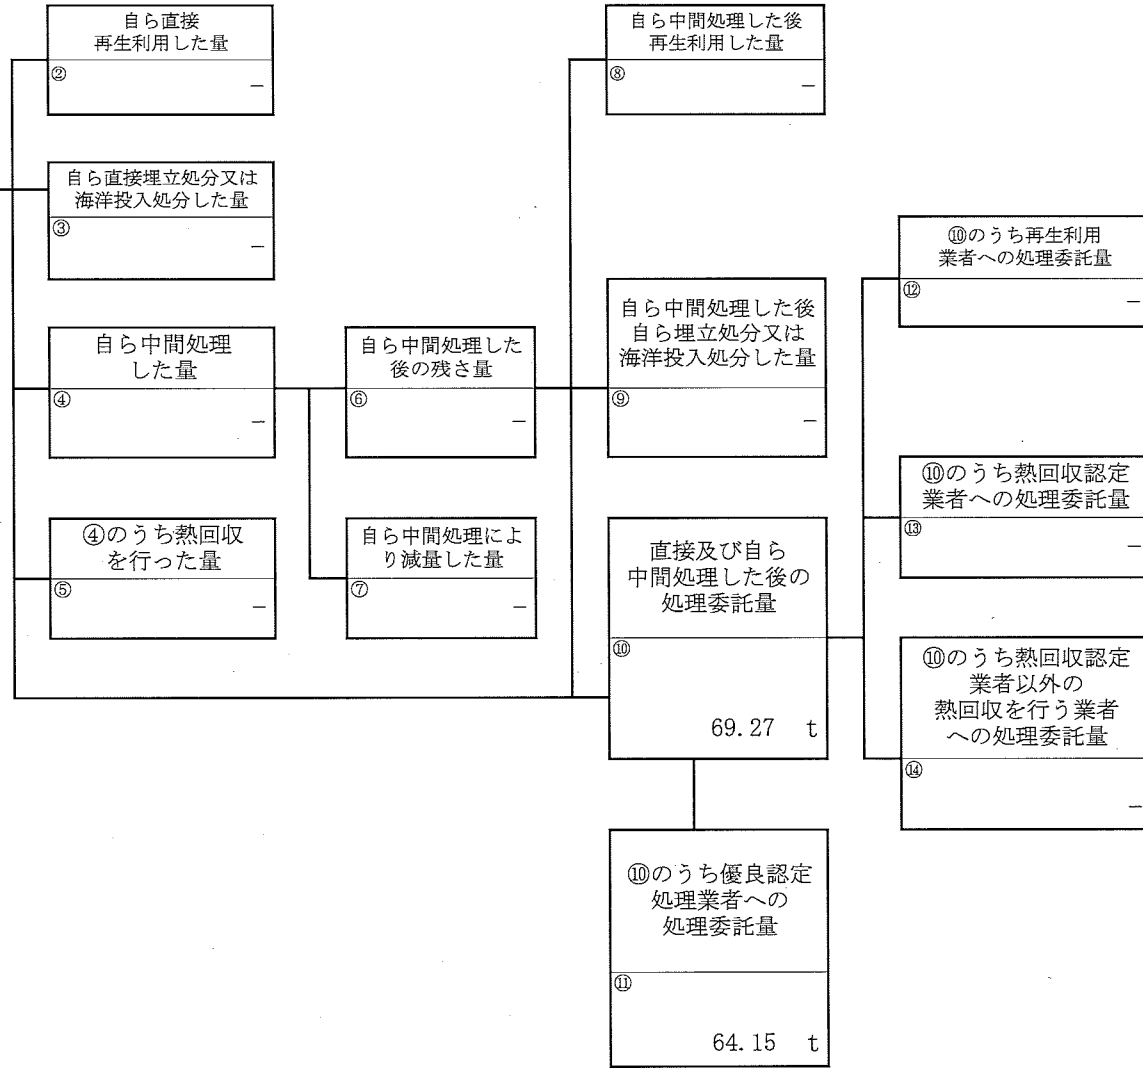 自ら直接
再生利用した量
②
－
自ら直接埋立処分又は
海洋投入処分した量
③
－
自ら中間処理
した量
④
－
④のうち熱回収
を行った量
⑤
－
自ら中間処理した
後の残さ量
⑥
－
自ら中間処理によ
り減量した量
⑦
－
自ら中間処理した後
再生利用した量
⑧
－
自ら中間処理した後
自ら埋立処分又は
海洋投入処分した量
⑨
－
直接及び自ら
中間処理した後の
処理委託量
⑩
69.27 t
⑩のうち優良認定
処理業者への
処理委託量
⑪
64.15 t
⑩のうち再生利用
業者への処理委託量
⑫
－
⑩のうち熱回収認定
業者への処理委託量
⑬
－
⑩のうち熱回収認定
業者以外の
熱回収を行う業者
への処理委託量
⑭
－